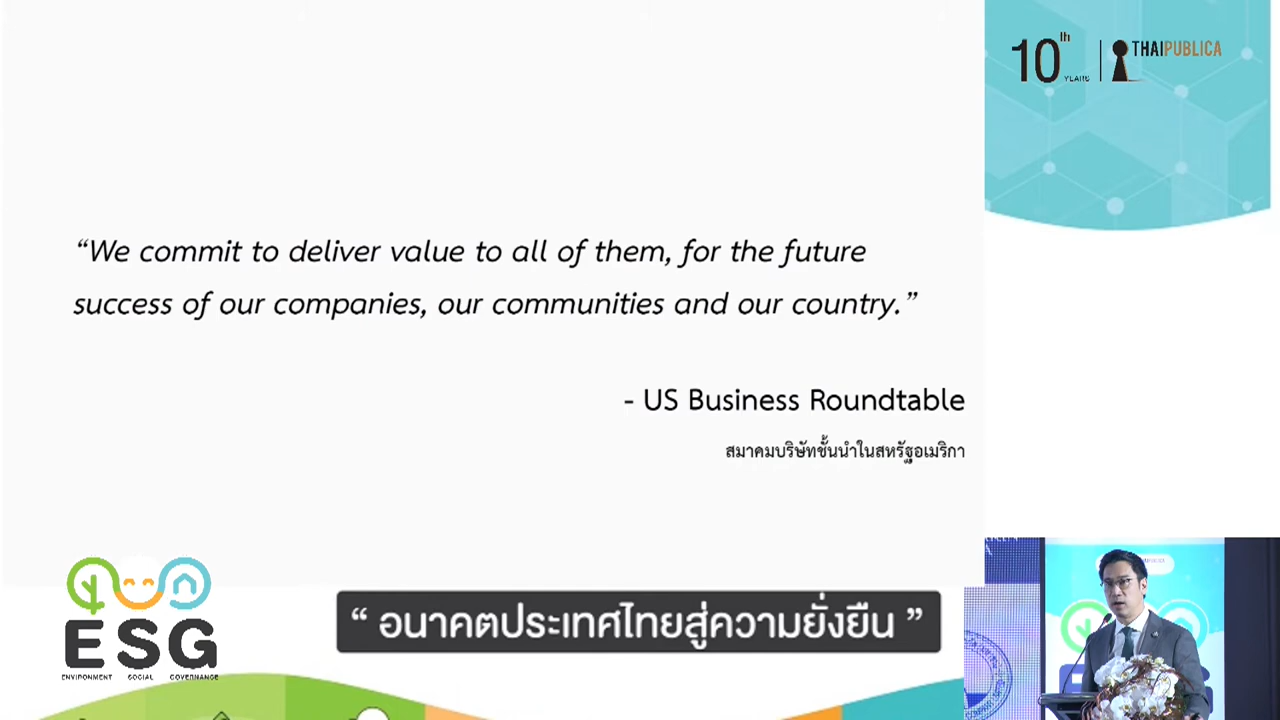 10th YEARS
THAIPUBLICA
“We commit to deliver value to all of them, for the future
success of our companies, our communities and our country.”
- US Business Roundtable
สมาคมบริษัทชั้นนำในสหรัฐอเมริกา
ESG
ENVIRONMENT SOCIAL GOVERNANCE
“ อนาคตประเทศไทยสู่ความยั่งยืน ”